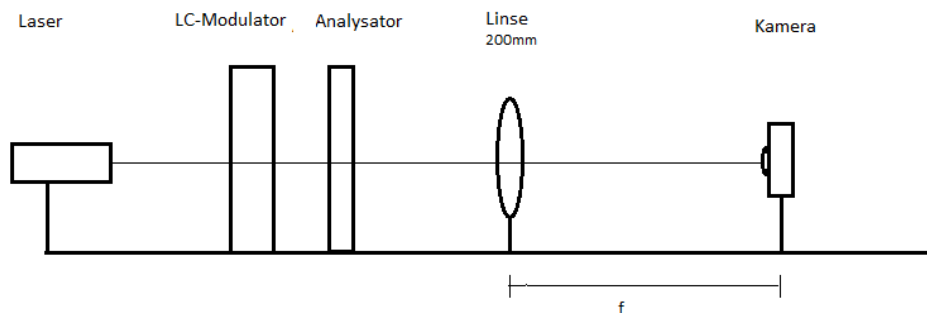 Laser
LC-Modulator
Analysator
Linse
200mm
Kamera
f